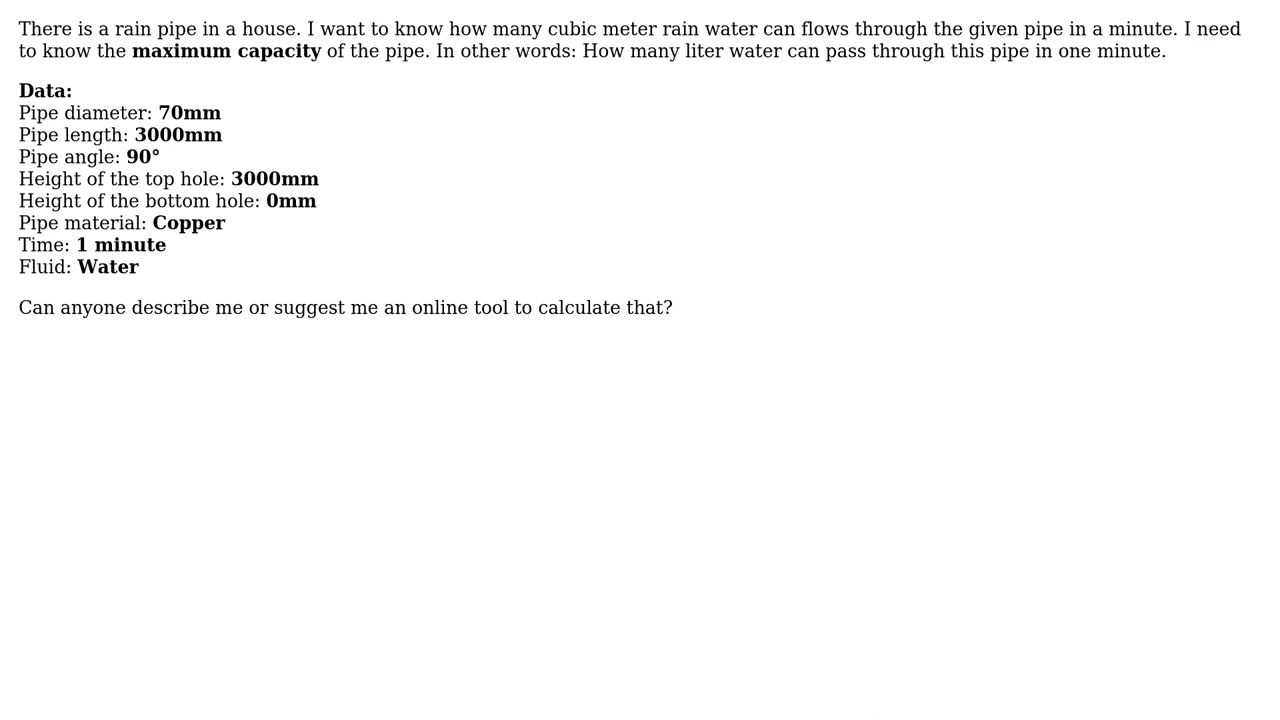 There is a rain pipe in a house. I want to know how many cubic meter rain water can flows through the given pipe in a minute. I need
to know the maximum capacity of the pipe. In other words: How many liter water can pass through this pipe in one minute.
Data:
Pipe diameter: 70mm
Pipe length: 3000mm
Pipe angle: 90°
Height of the top hole: 3000mm
Height of the bottom hole: 0mm
Pipe material: Copper
Time: 1 minute
Fluid: Water
Can anyone describe me or suggest me an online tool to calculate that?